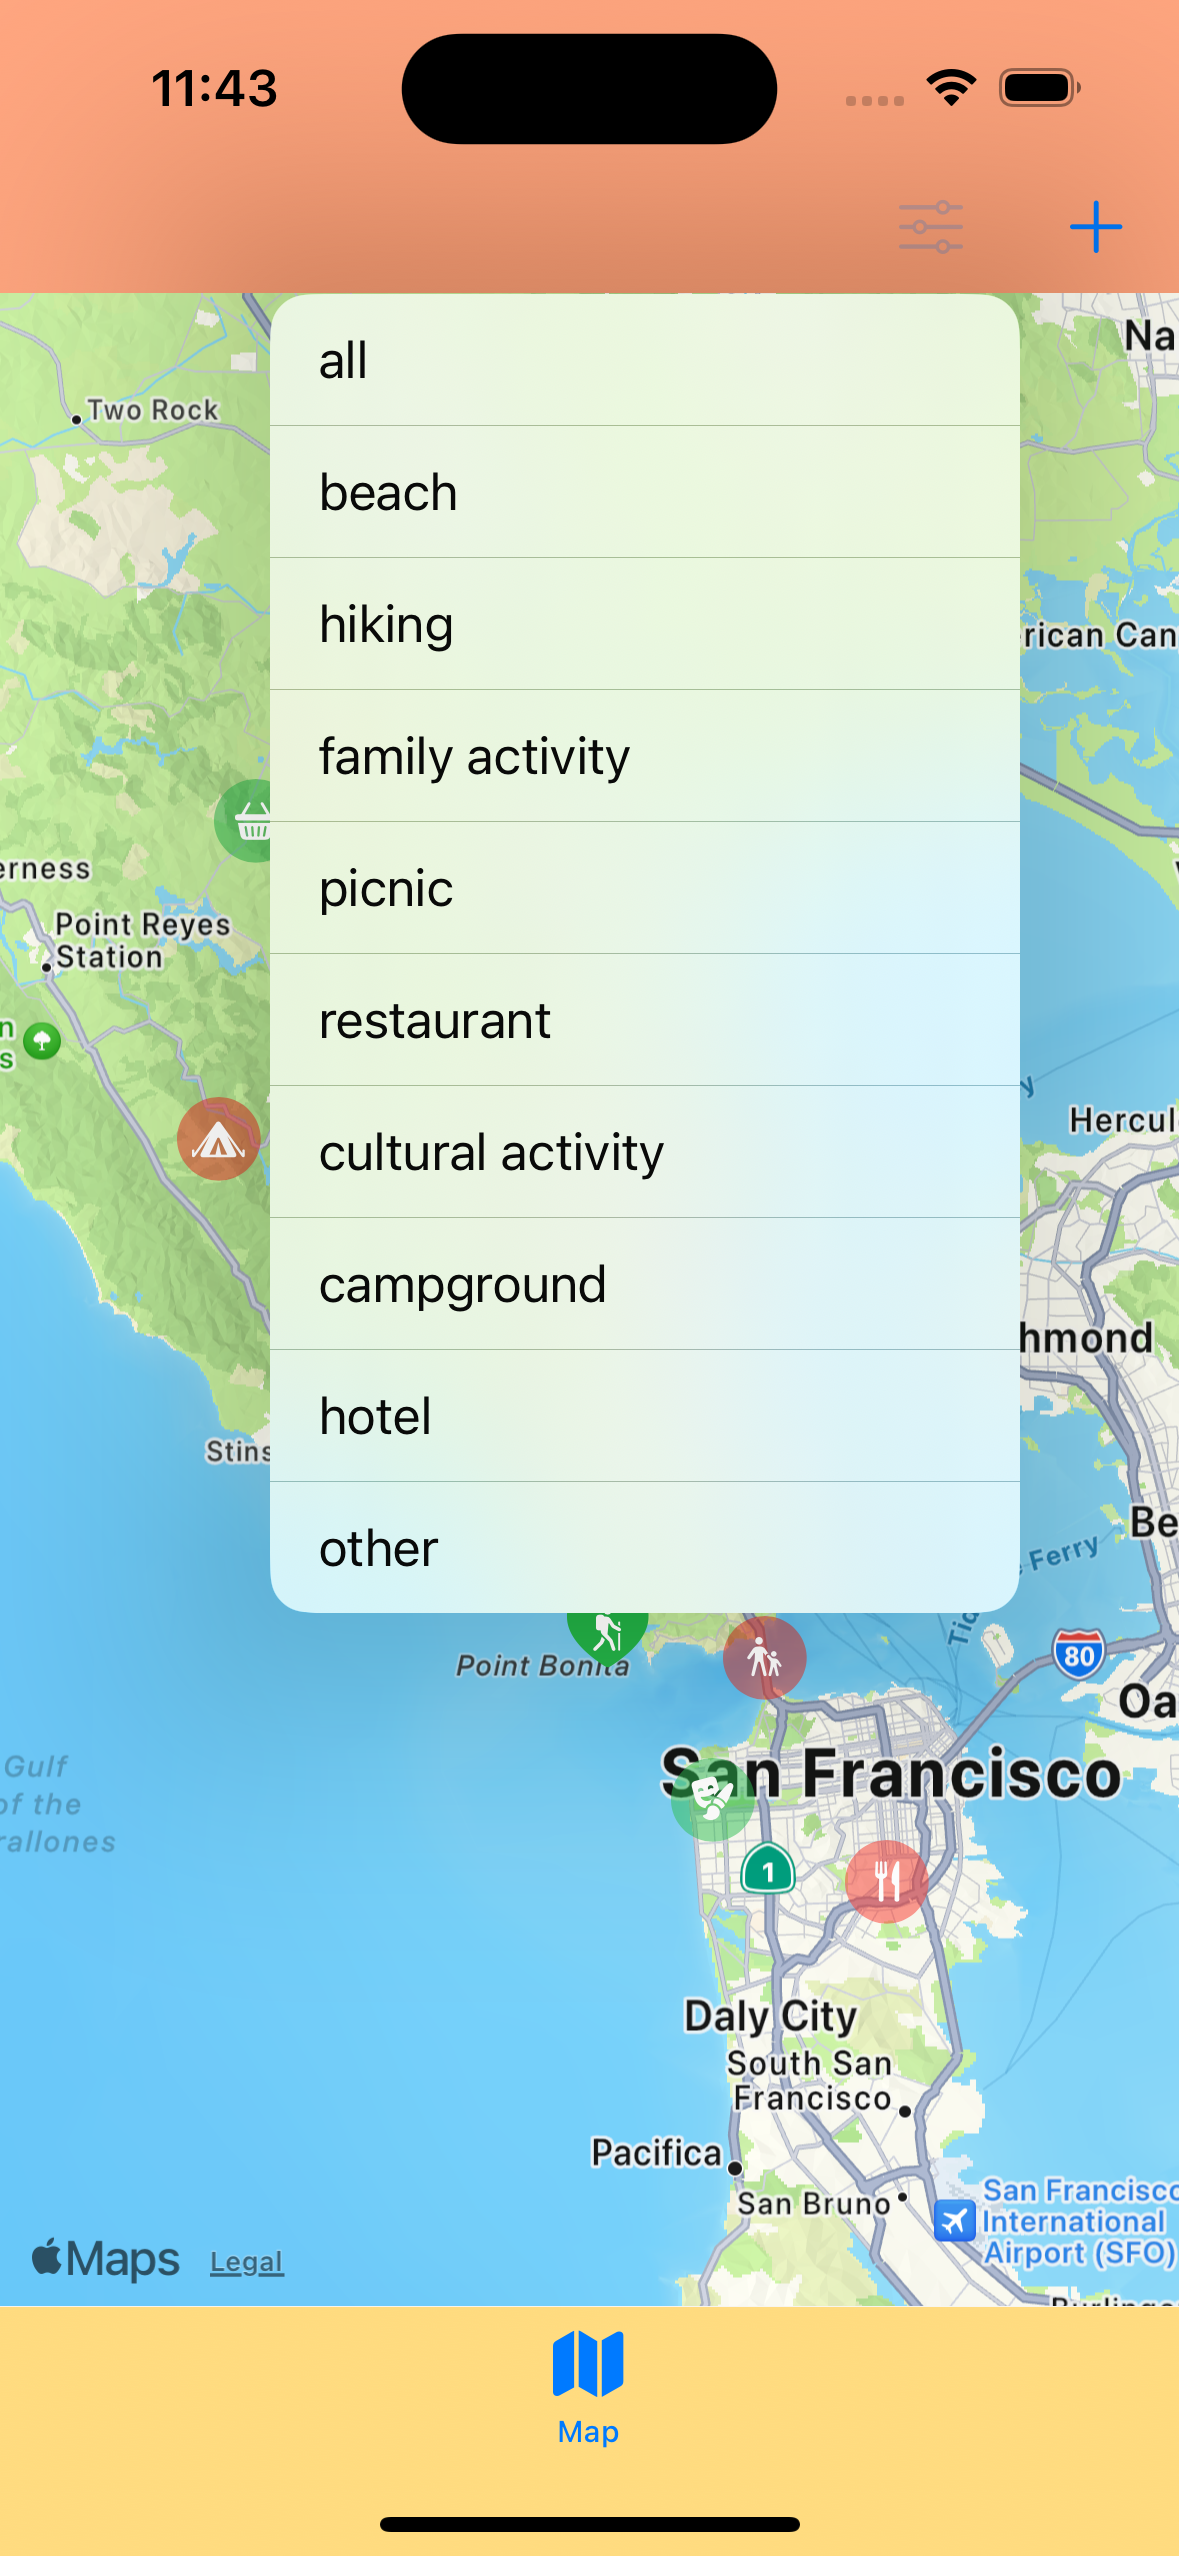 11:43
all
beach
hiking
family activity
picnic
restaurant
cultural activity
campground
hotel
other
Two Rock
Na
rican Can
erness
Point Reyes
Station
n
s
y
Hercul
hmond
Stins
Be
Ferry
Tid
Point Bonita
80
Oa
San Francisco
Gulf
of the
rallones
1
Daly City
South San
Francisco
Pacifica
San Bruno
San Francisco
International
Airport (SFO)
Maps
Legal
Map